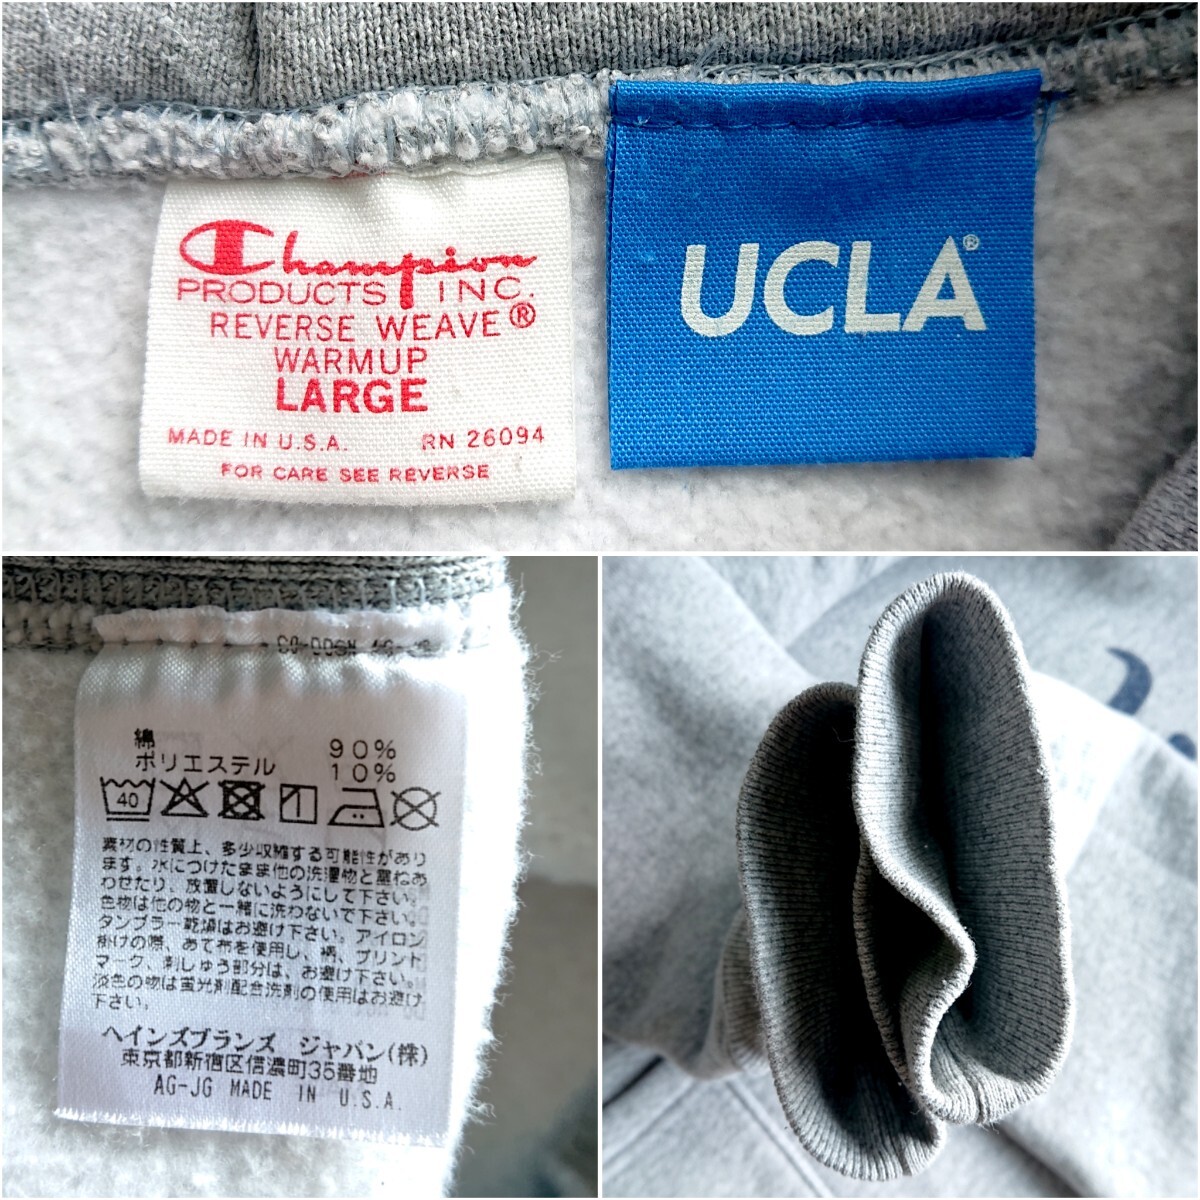 Champion
PRODUCTS INC.
REVERSE WEAVE®
WARMUP
LARGE
MADE IN U.S.A. RN 26094
FOR CARE SEE REVERSE
UCLA®
綿 90%
ポリエステル 10%
40
素材の性質上、多少収縮する可能性があり
ます。水につけたまま他の洗濯物と重ねあ
わせたり、放置しないようにして下さい。
色物は他の物と一緒に洗わないで下さい。
タンブラー乾燥はお避け下さい。アイロン
掛けの際、あて布を使用し、柄、プリント
マーク、刺しゅう部分は、お避け下さい。
淡色の物は蛍光剤配合洗剤の使用はお避け
下さい。
ヘインズブランズ ジャパン(株)
東京都新宿区信濃町35番地
AG-JG MADE IN U.S.A.